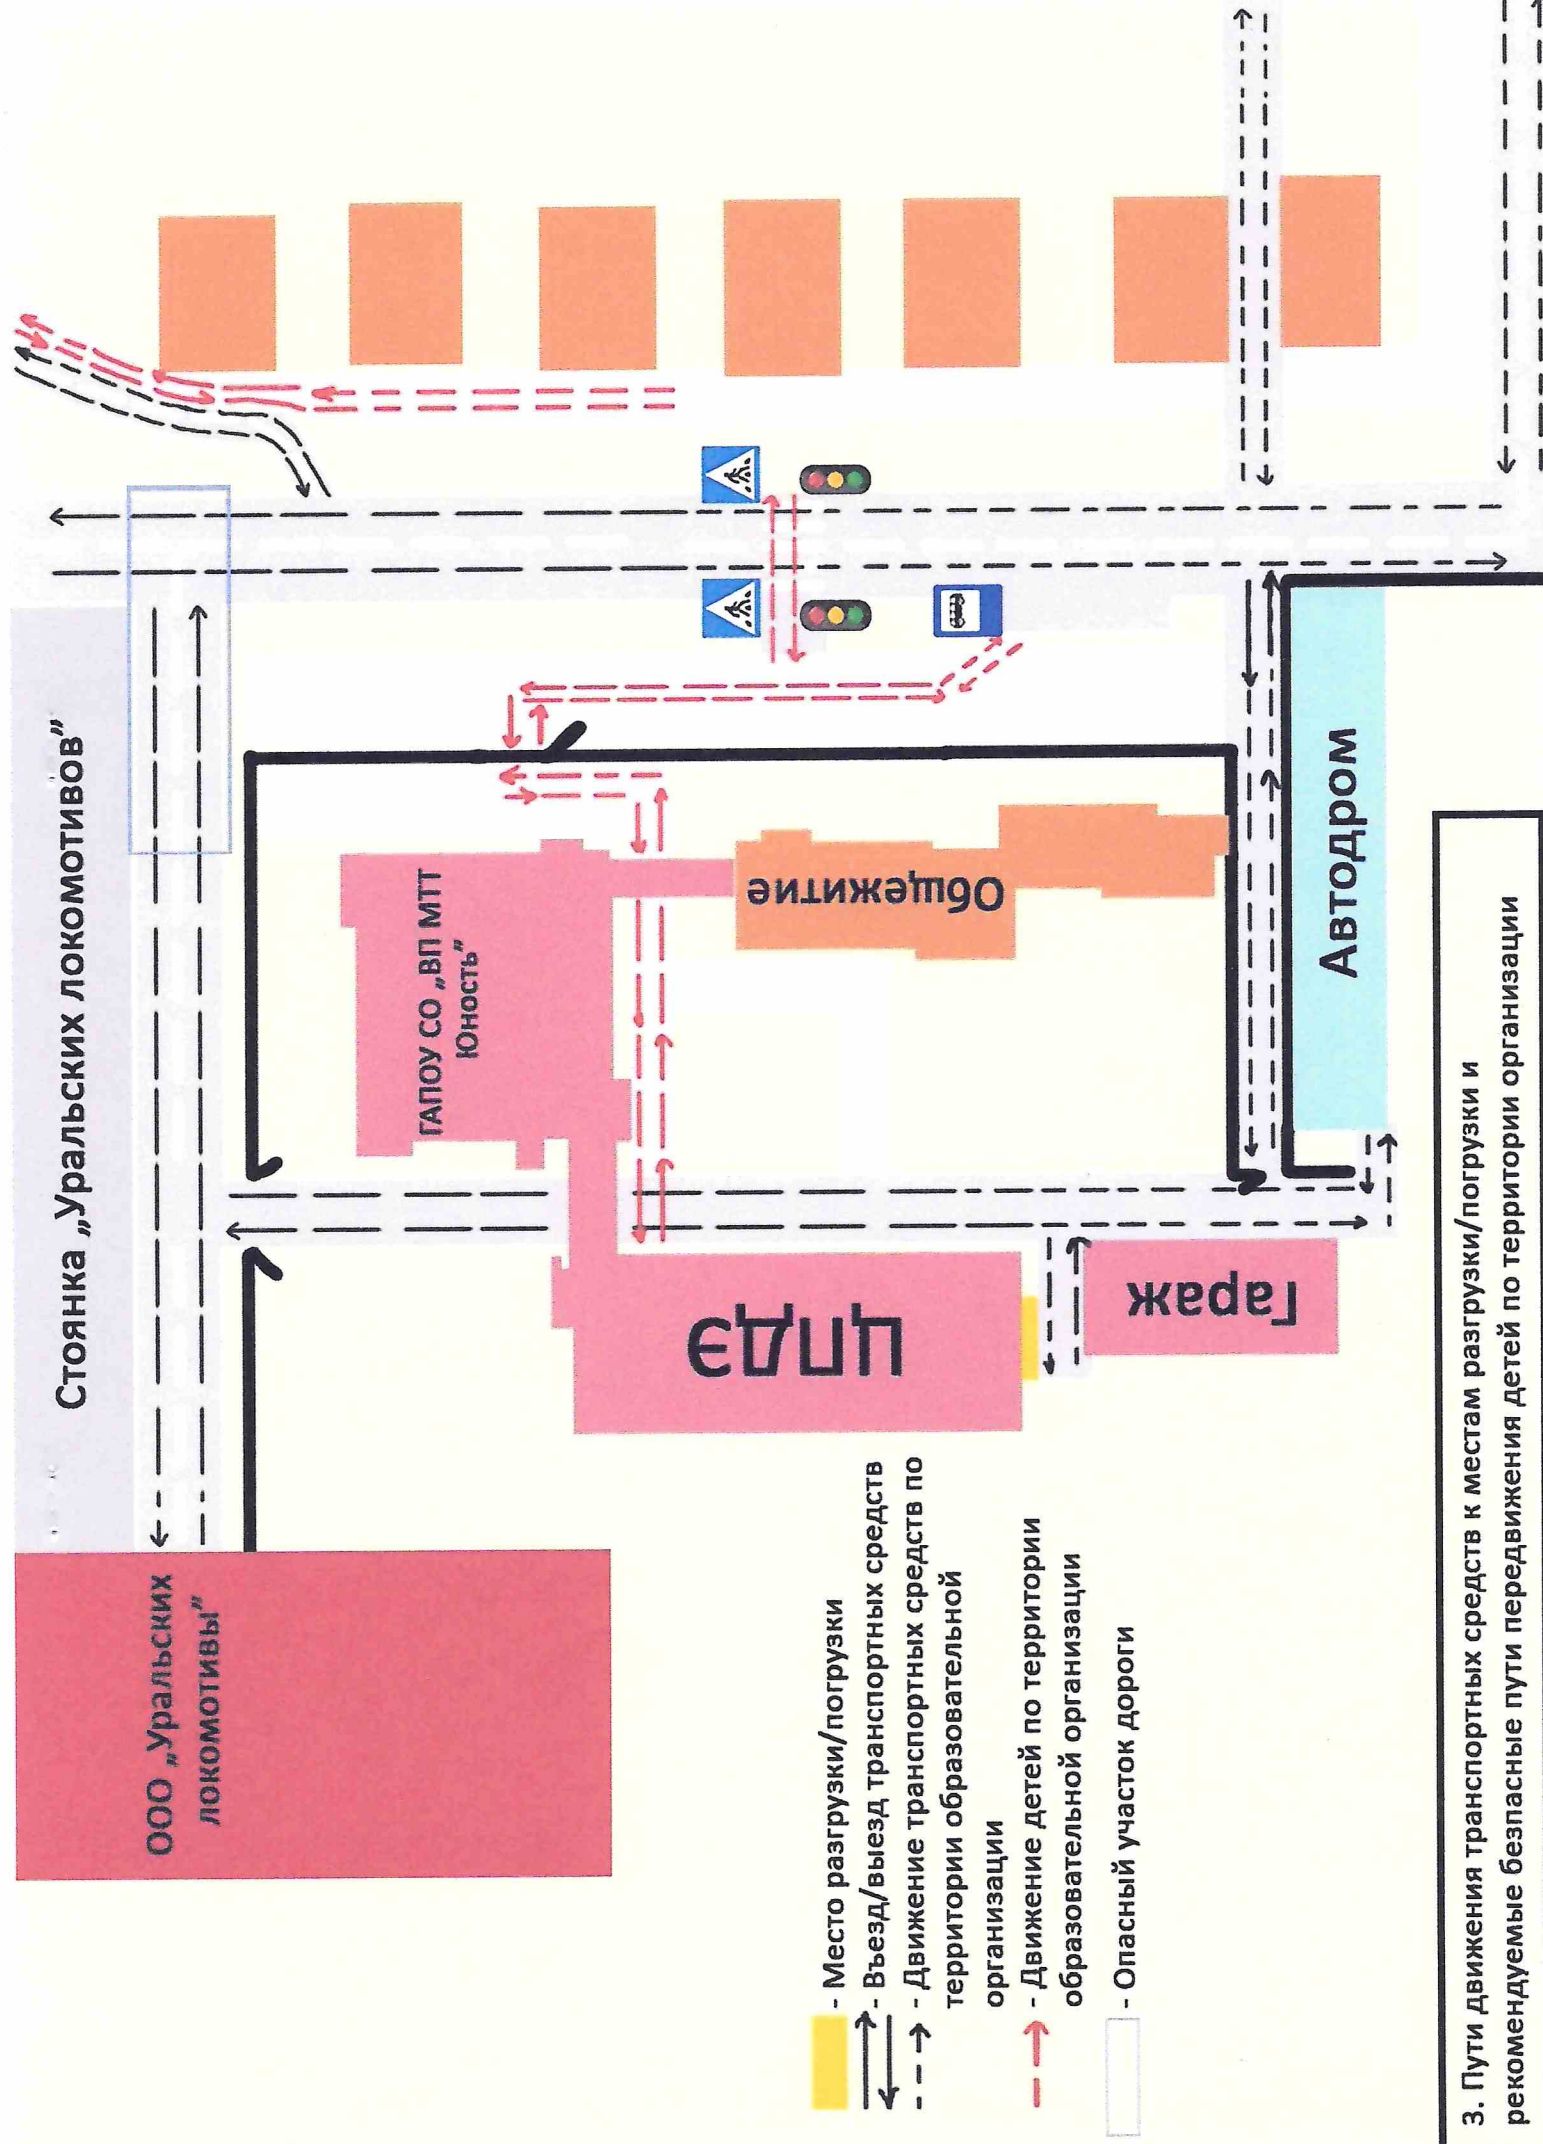 Стоянка „Уральских локомотивов”
ООО „Уральских
локомотивы”
ГАПОУ СО „ВП МТТ
Юность”
Общежитие
ЦПДЭ
Гараж
Автодром
- Место разгрузки/погрузки
- Въезд/выезд транспортных средств
- Движение транспортных средств по
территории образовательной
организации
- Движение детей по территории
образовательной организации
- Опасный участок дороги
3. Пути движения транспортных средств к местам разгрузки/погрузки и
рекомендуемые безпасные пути передвижения детей по территории организации